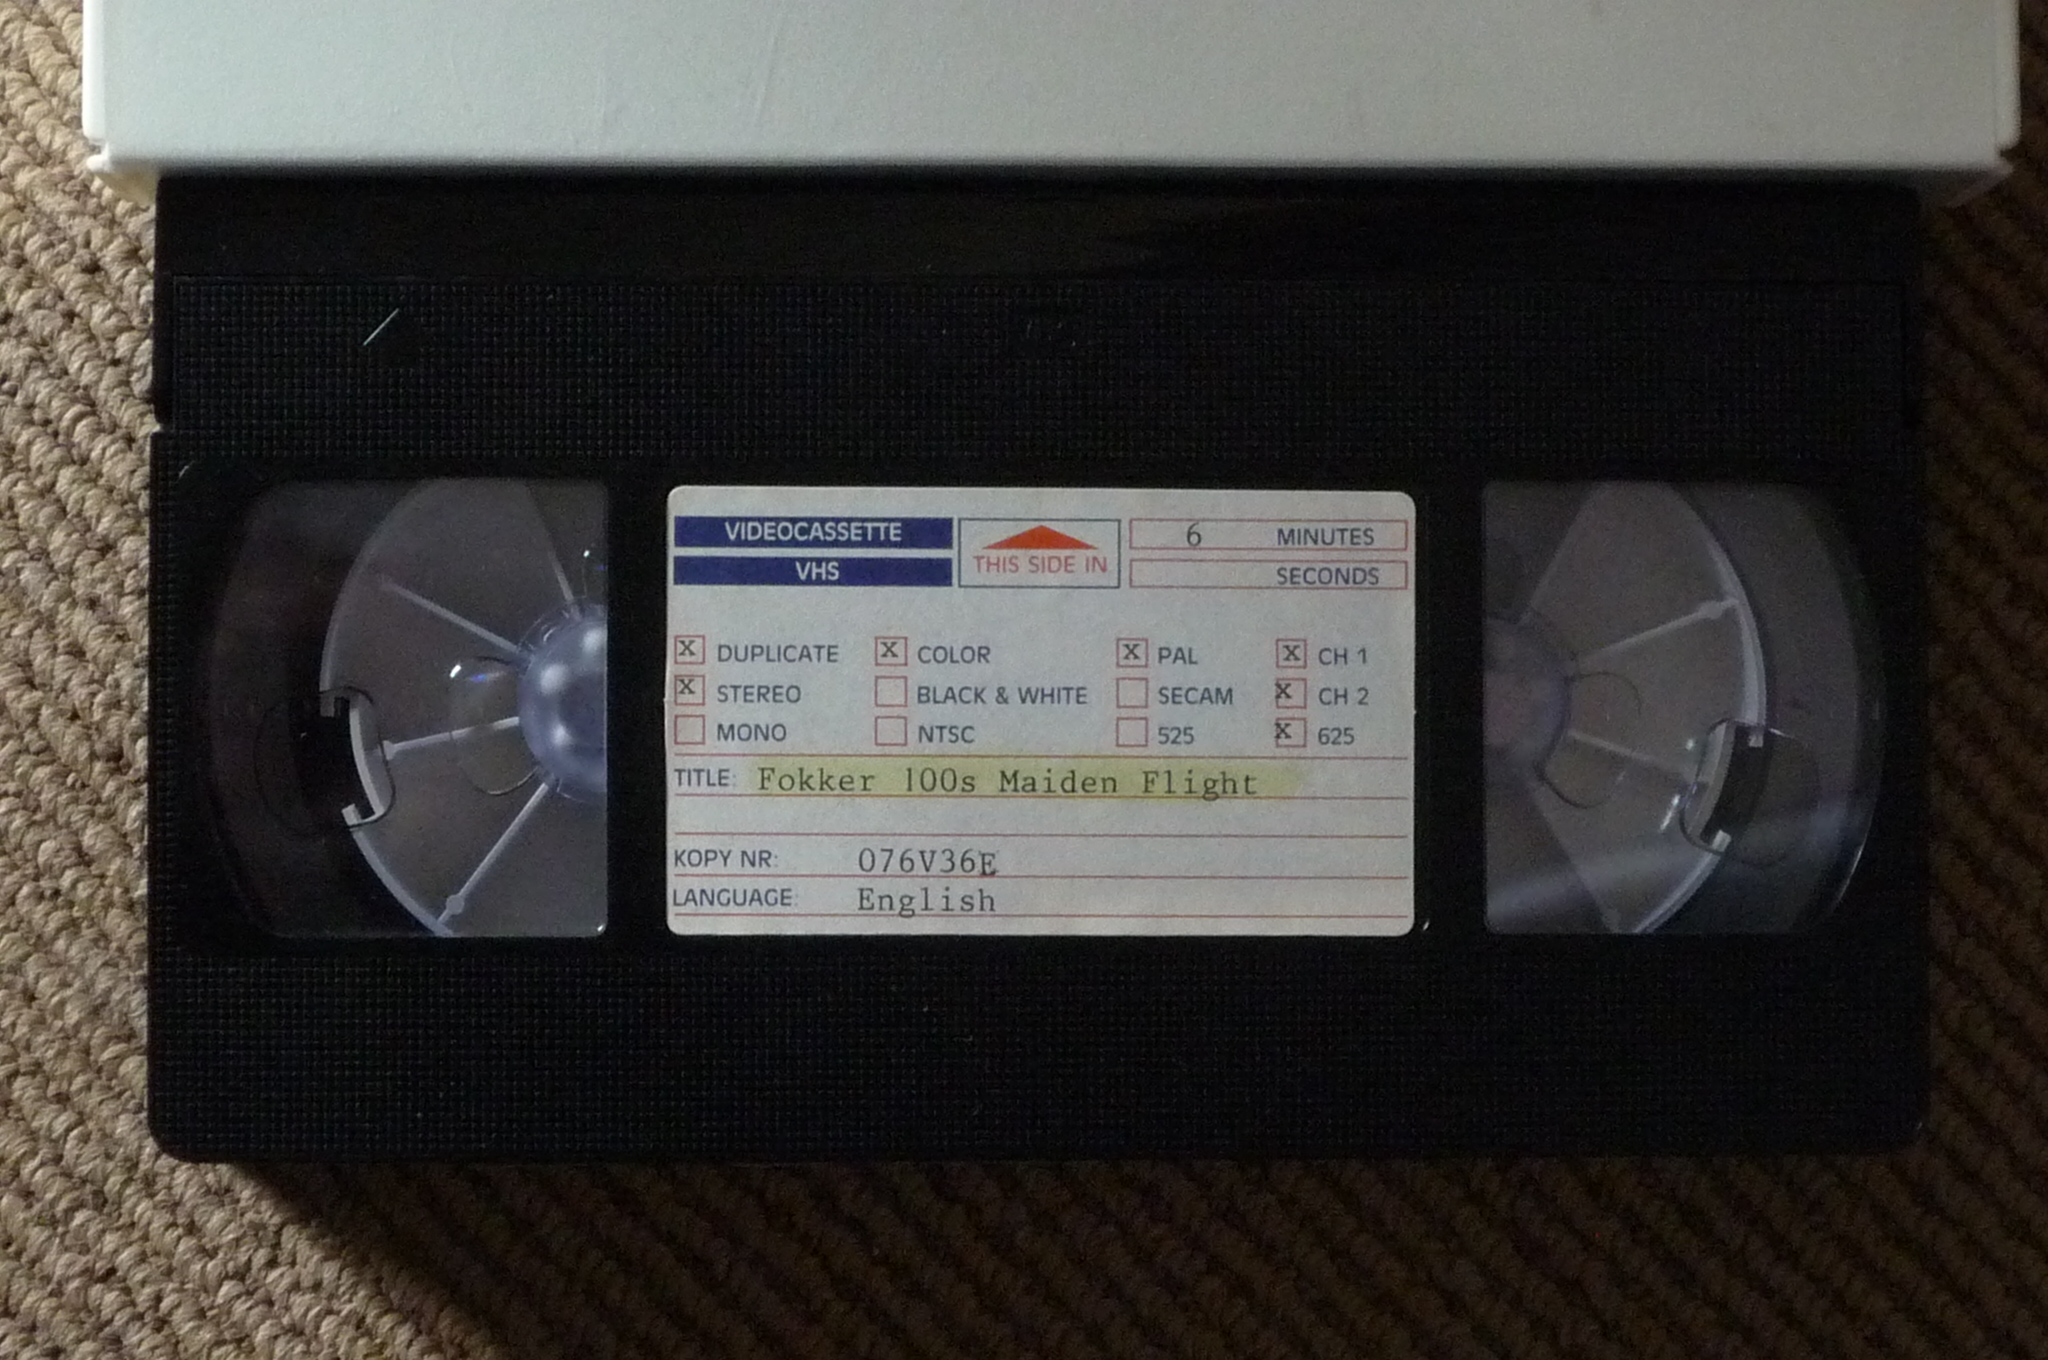 VIDEOCASSETTE
VHS
THIS SIDE IN
6 MINUTES
SECONDS
X DUPLICATE X COLOR X PAL X CH 1
X STEREO BLACK & WHITE SECAM X CH 2
MONO NTSC 525 X 625
TITLE: Fokker 100s Maiden Flight
KOPY NR: 076V36E
LANGUAGE: English